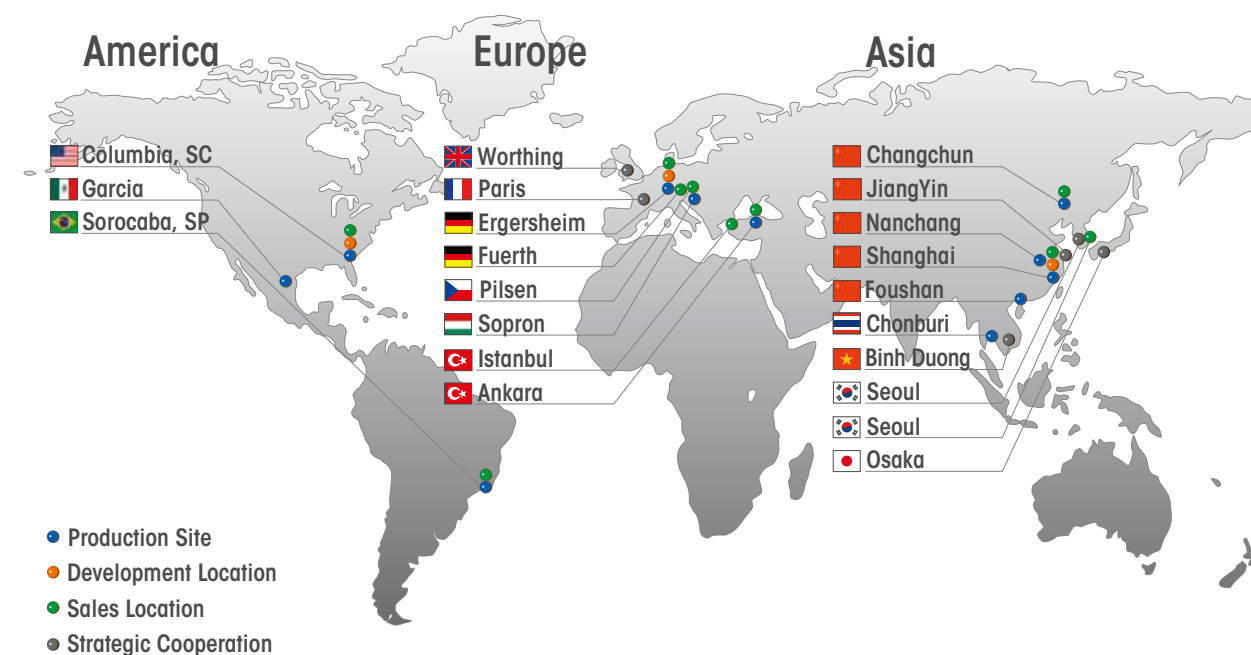 America
Columbia, SC
Garcia
Sorocaba, SP
Europe
Worthing
Paris
Ergersheim
Fuerth
Pilsen
Sopron
Istanbul
Ankara
Asia
Changchun
JiangYin
Nanchang
Shanghai
Foushan
Chonburi
Binh Duong
Seoul
Seoul
Osaka
Production Site
Development Location
Sales Location
Strategic Cooperation